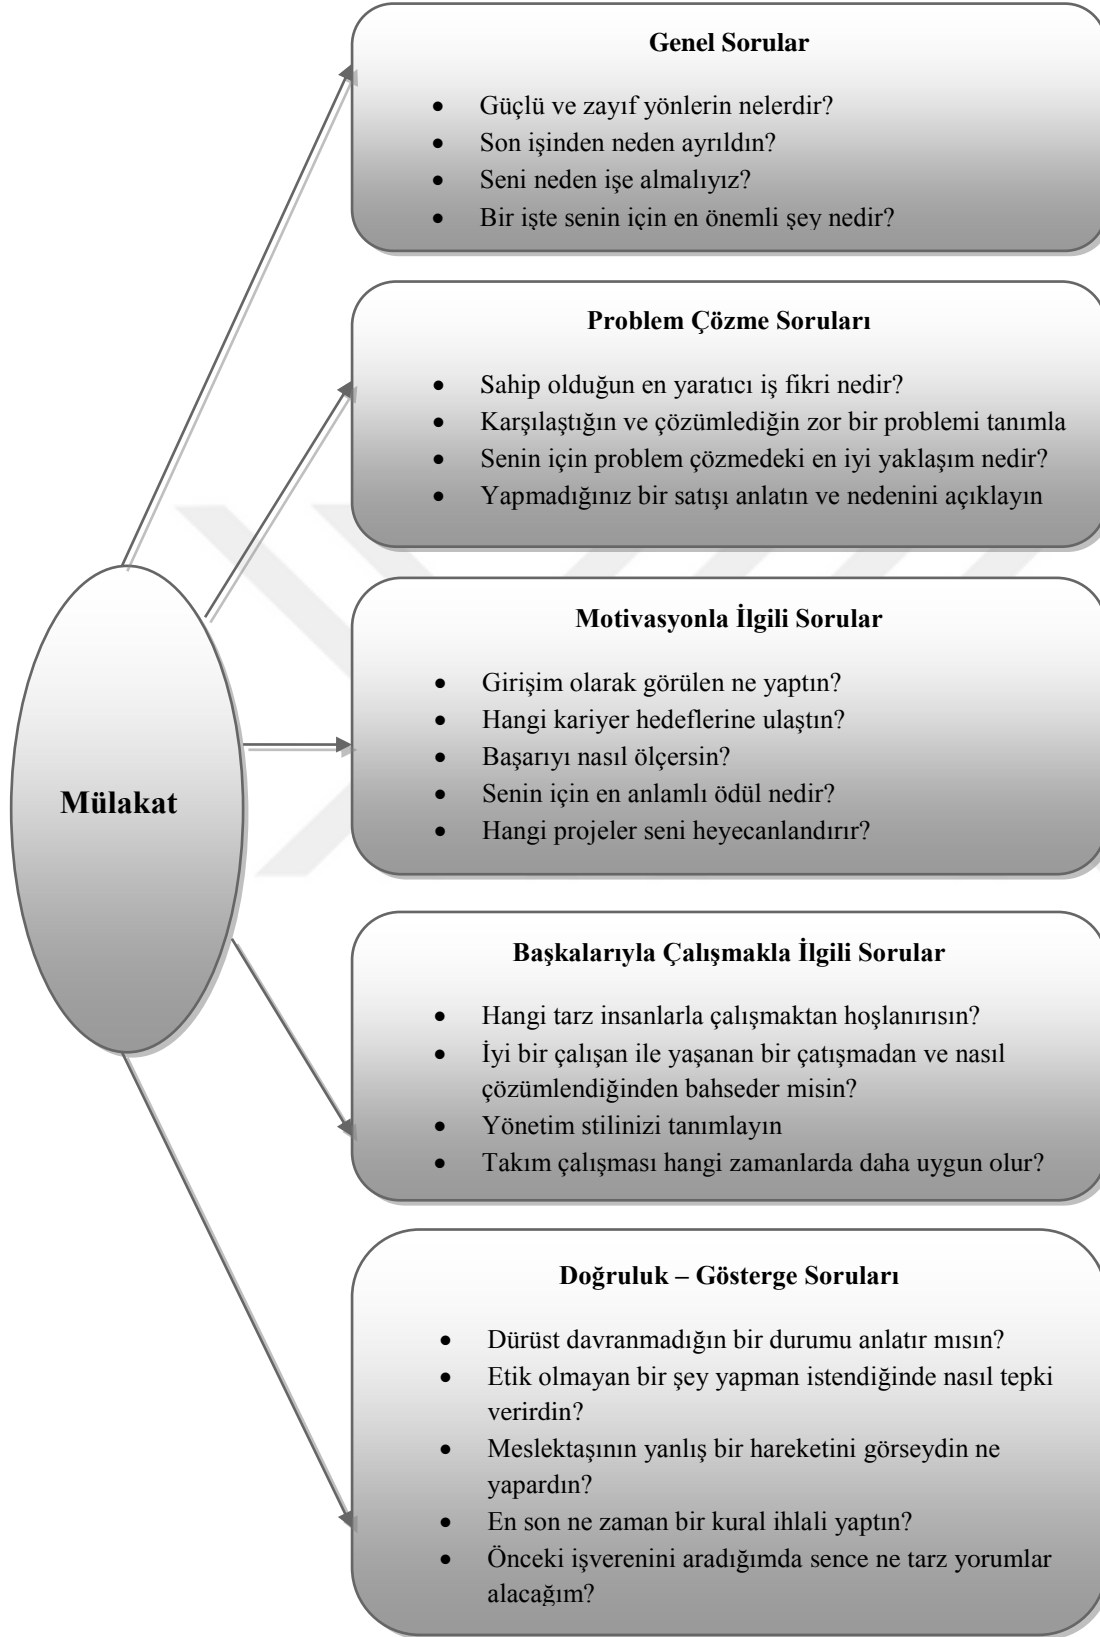 Genel Sorular
• Güçlü ve zayıf yönlerin nelerdir?
• Son işinden neden ayrıldın?
• Seni neden işe almalıyız?
• Bir işte senin için en önemli şey nedir?
Problem Çözme Soruları
• Sahip olduğun en yaratıcı iş fikri nedir?
• Karşılaştığın ve çözümlediğin zor bir problemi tanımla
• Senin için problem çözmedeki en iyi yaklaşım nedir?
• Yapmadığınız bir satışı anlatın ve nedenini açıklayın
Motivasyonla İlgili Sorular
• Girişim olarak görülen ne yaptın?
• Hangi kariyer hedeflerine ulaştın?
• Başarıyı nasıl ölçersin?
• Senin için en anlamlı ödül nedir?
• Hangi projeler seni heyecanlandırır?
Mülakat
Başkalarıyla Çalışmakla İlgili Sorular
• Hangi tarz insanlarla çalışmaktan hoşlanırısın?
• İyi bir çalışan ile yaşanan bir çatışmadan ve nasıl
çözümlendiğinden bahseder misin?
• Yönetim stilinizi tanımlayın
• Takım çalışması hangi zamanlarda daha uygun olur?
Doğruluk – Gösterge Soruları
• Dürüst davranmadığın bir durumu anlatır mısın?
• Etik olmayan bir şey yapman istendiğinde nasıl tepki
verirdin?
• Meslektaşının yanlış bir hareketini görseydin ne
yapardın?
• En son ne zaman bir kural ihlali yaptın?
• Önceki işverenini aradığımda sence ne tarz yorumlar
alacağım?